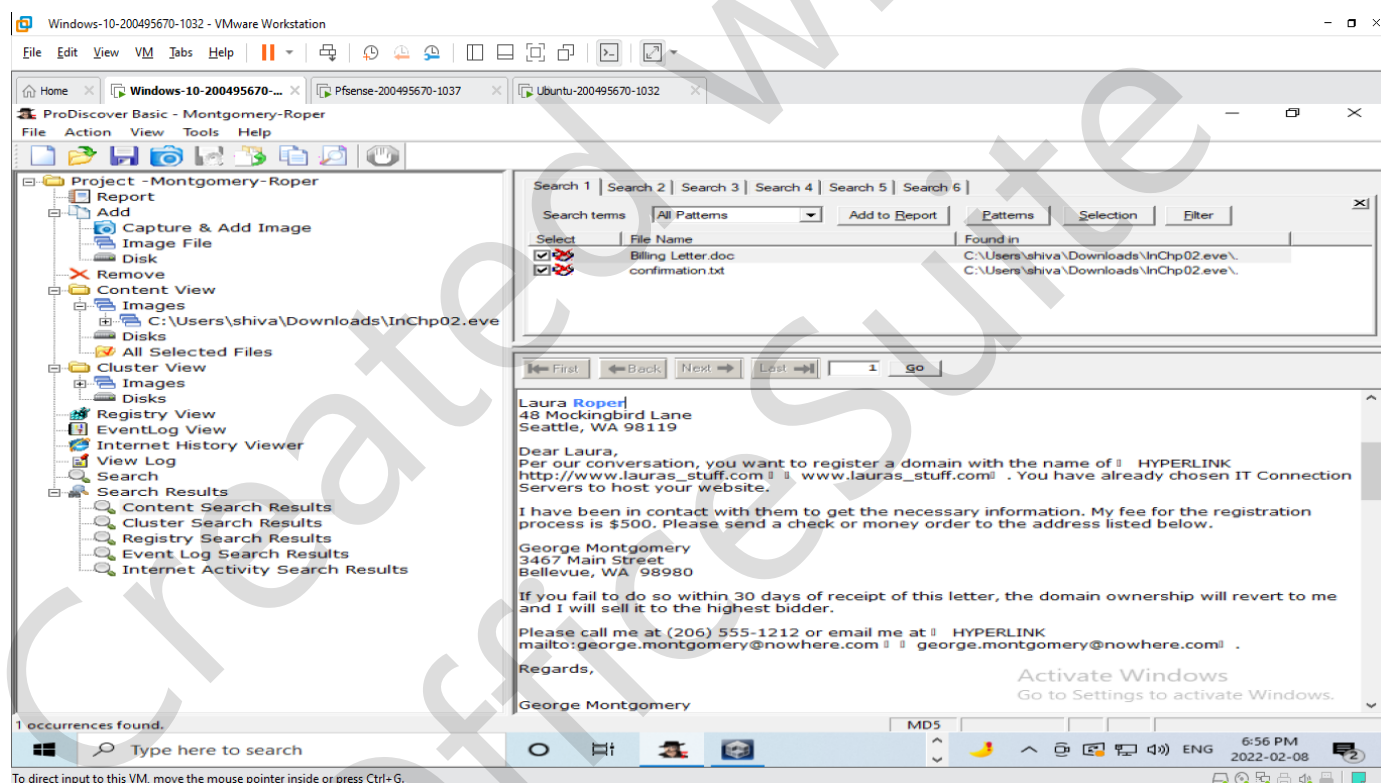 Windows-10-200495670-1032 - VMware Workstation
File Edit View VM Tabs Help
Home
Windows-10-200495670-...
Pfsense-200495670-1037
Ubuntu-200495670-1032
ProDiscover Basic - Montgomery-Roper
File Action View Tools Help
Project -Montgomery-Roper
Report
Add
Capture & Add Image
Image File
Disk
Remove
Content View
Images
C:\Users\shiva\Downloads\InChp02.eve
Disks
All Selected Files
Cluster View
Images
Disks
Registry View
EventLog View
Internet History Viewer
View Log
Search
Search Results
Content Search Results
Cluster Search Results
Registry Search Results
Event Log Search Results
Internet Activity Search Results
Search 1 Search 2 Search 3 Search 4 Search 5 Search 6
Search terms All Patterns Add to Report Patterns Selection Filter
Select File Name Found in
Billing Letter.doc C:\Users\shiva\Downloads\InChp02.eve\.
confirmation.txt C:\Users\shiva\Downloads\InChp02.eve\.
First Back Next Last 1 Go
Laura Roper
48 Mockingbird Lane
Seattle, WA 98119
Dear Laura,
Per our conversation, you want to register a domain with the name of HYPERLINK
http://www.lauras_stuff.com www.lauras_stuff.com . You have already chosen IT Connection
Servers to host your website.
I have been in contact with them to get the necessary information. My fee for the registration
process is $500. Please send a check or money order to the address listed below.
George Montgomery
3467 Main Street
Bellevue, WA 98980
If you fail to do so within 30 days of receipt of this letter, the domain ownership will revert to me
and I will sell it to the highest bidder.
Please call me at (206) 555-1212 or email me at HYPERLINK
mailto:george.montgomery@nowhere.com george.montgomery@nowhere.com .
Regards,
George Montgomery
Activate Windows
Go to Settings to activate Windows.
1 occurrences found.
MD5
Type here to search
ENG
6:56 PM
2022-02-08
2
To direct input to this VM, move the mouse pointer inside or press Ctrl+G.
Created w
OfficeSuite